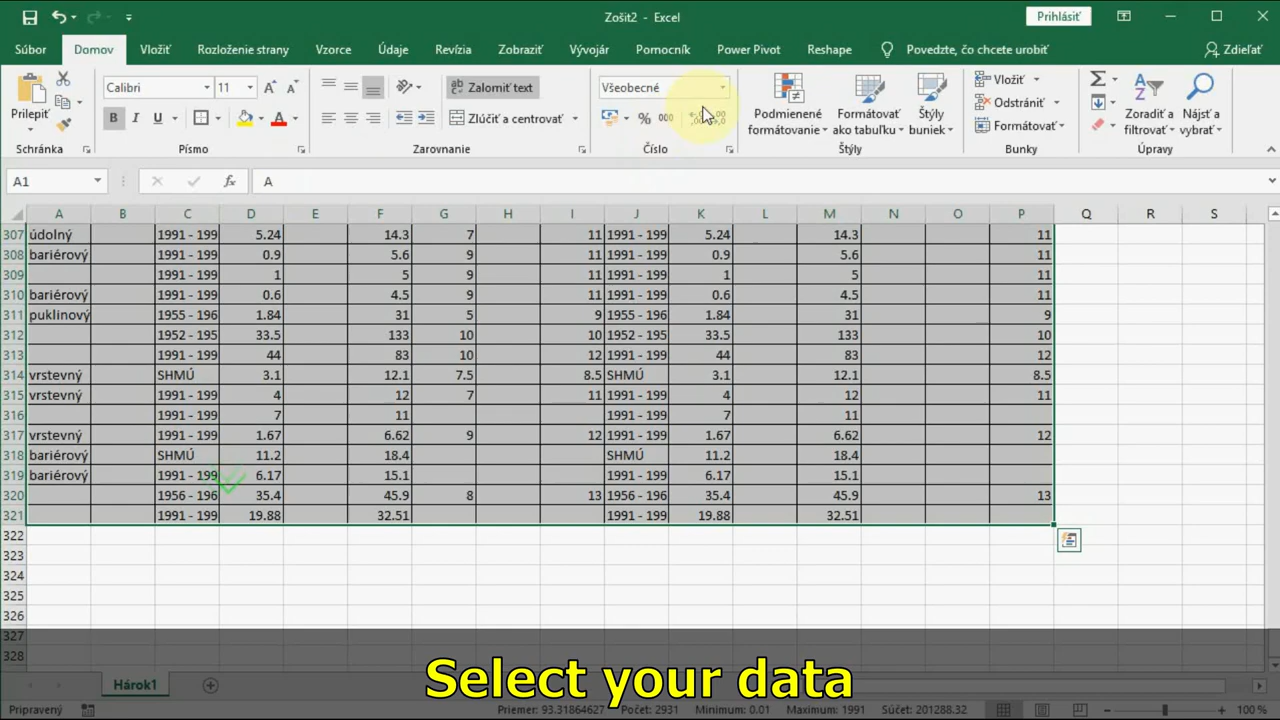 Zošit2 - Excel
Prihlásiť
Súbor Domov Vložiť Rozloženie strany Vzorce Údaje Revízia Zobraziť Vývojár Pomocník Power Pivot Reshape Povedzte, čo chcete urobiť Zdieľať
Prilepiť
Calibri 11
B I U
Zalomiť text
Zlúčiť a centrovať
Všeobecné
% 000
Podmienené formátovanie
Formátovať ako tabuľku
Štýly buniek
Vložiť
Odstrániť
Formátovať
Zoradiť a filtrovať
Nájsť a vybrať
Schránka Písmo Zarovnanie Číslo Štýly Bunky Úpravy
A1 fx A
A B C D E F G H I J K L M N O P Q R S
307 údolný 1991 - 199 5.24 14.3 7 11 1991 - 199 5.24 14.3 11
308 bariérový 1991 - 199 0.9 5.6 9 11 1991 - 199 0.9 5.6 11
309 1991 - 199 1 5 9 11 1991 - 199 1 5 11
310 bariérový 1991 - 199 0.6 4.5 9 11 1991 - 199 0.6 4.5 11
311 puklinový 1955 - 196 1.84 31 5 9 1955 - 196 1.84 31 9
312 1952 - 195 33.5 133 10 10 1952 - 195 33.5 133 10
313 1991 - 199 44 83 10 12 1991 - 199 44 83 12
314 vrstevný SHMÚ 3.1 12.1 7.5 8.5 SHMÚ 3.1 12.1 8.5
315 vrstevný 1991 - 199 4 12 7 11 1991 - 199 4 12 11
316 1991 - 199 7 11 1991 - 199 7 11
317 vrstevný 1991 - 199 1.67 6.62 9 12 1991 - 199 1.67 6.62 12
318 bariérový SHMÚ 11.2 18.4 SHMÚ 11.2 18.4
319 bariérový 1991 - 199 6.17 15.1 1991 - 199 6.17 15.1
320 1956 - 196 35.4 45.9 8 13 1956 - 196 35.4 45.9 13
321 1991 - 199 19.88 32.51 1991 - 199 19.88 32.51
322
323
324
325
326
327
328
Select your data
Hárok1
Pripravený Priemer: 93.31864627 Počet: 2931 Minimum: 0.01 Maximum: 1991 Súčet: 201288.32 100 %